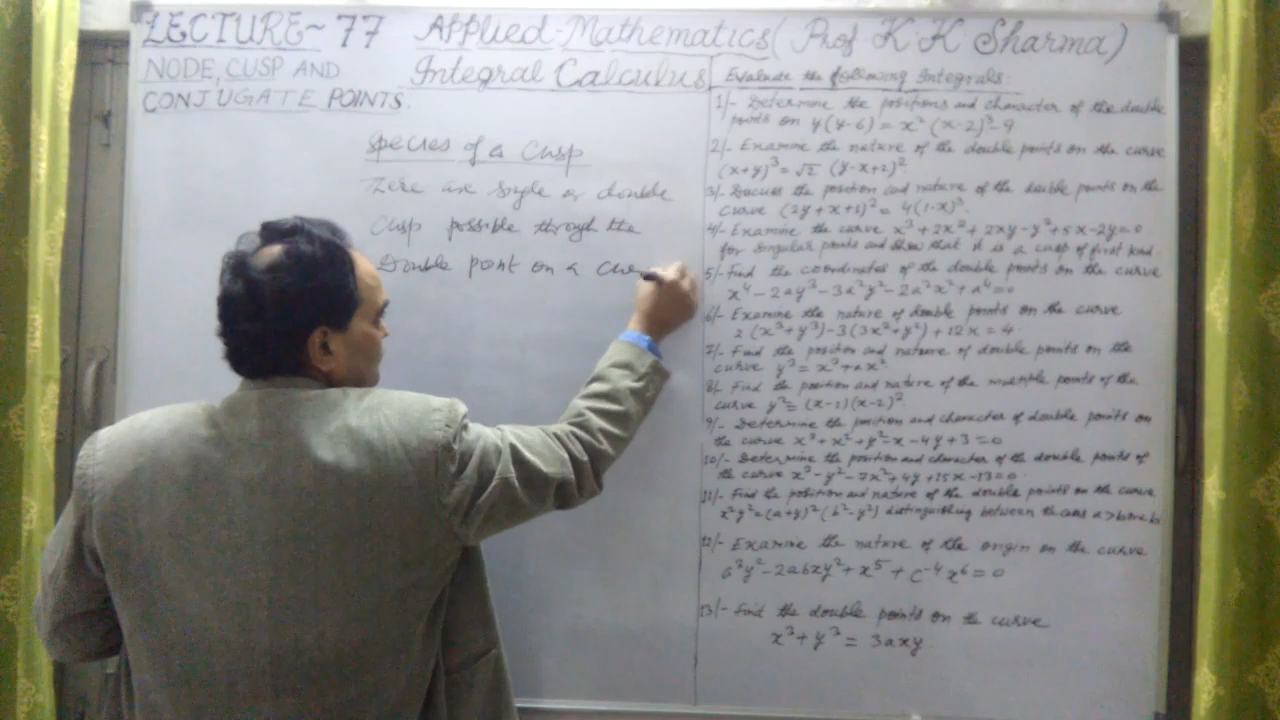 LECTURE~77 Applied-Mathematics (Prof K.K Sharma)
NODE, CUSP AND
CONJUGATE POINTS.
Integral Calculus
Species of a Cusp
There are single or double
Cusp possible through the
Double point on a cur
Evaluate the following Integrals:
1/- Determine the positions and character of the double
points on y(y-6) = x² (x-2)³-9
2/- Examine the nature of the double points on the curve
(x+y)³ = √2 (y-x+2)²
3/- Discuss the position and nature of the double points on the
curve (2y+x+1)² = 4(1-x)⁵
4/- Examine the curve x³+2x²+2xy-y²+5x-2y=0
for singular points and show that it is a cusp of first kind.
5/- Find the coordinates of the double points on the curve
x⁴-2ay³-3a²y²-2a²x²+a⁴=0
6/- Examine the nature of double points on the curve
2(x³+y³)-3(3x²+y²)+12x=4
7/- Find the position and nature of double points on the
curve y³=x³+ax²
8/- Find the position and nature of the multiple points of the
curve y²=(x-1)(x-2)²
9/- Determine the position and character of double points on
the curve x³+x²+y²-x-4y+3=0
10/- Determine the position and character of the double points of
the curve x³-y²-7x²+4y+15x-13=0
11/- Find the position and nature of the double points on the curve
x²y²=(a+y)²(b²-y²) distinguishing between the cases a>b
12/- Examine the nature of the origin on the curve
a³y²-2abxy²+x⁵+c⁻⁴x⁶=0
13/- Find the double points on the curve
x³+y³=3axy